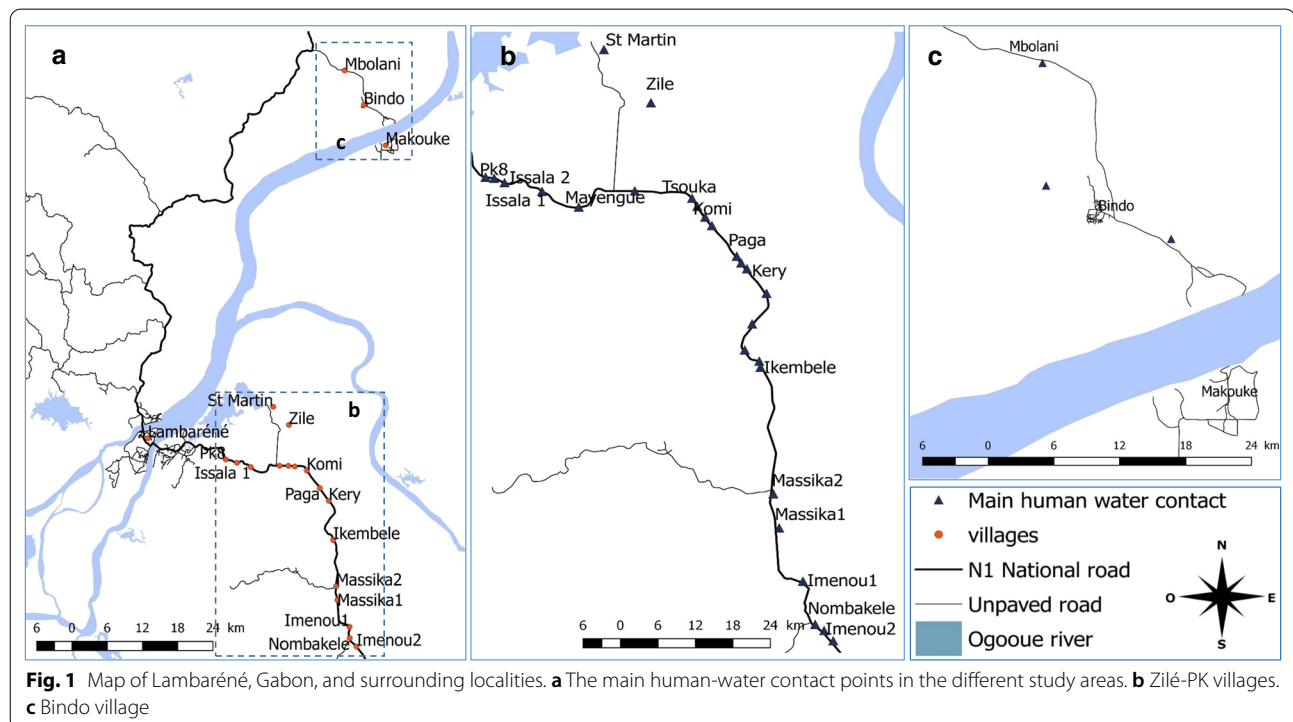 a
Mbolani
Bindo
Makouke
c
St Martin
b
Zile
Lambaréné
Pk8
Issala 1
Komi
Paga
Kery
Ikembele
Massika2
Massika1
Imenou1
Nombakele
Imenou2
6 0 6 12 18 24 km
b
St Martin
Zile
Pk8
Issala 2
Issala 1
Mayengue
Tsouka
Komi
Paga
Kery
Ikembele
Massika2
Massika1
Imenou1
Nombakele
Imenou2
6 0 6 12 18 24 km
c
Mbolani
Bindo
Makouke
6 0 6 12 18 24 km
Main human water contact
villages
N1 National road
Unpaved road
Ogooue river
N
O E
S
Fig. 1 Map of Lambaréné, Gabon, and surrounding localities. a The main human-water contact points in the different study areas. b Zilé-PK villages.
c Bindo village